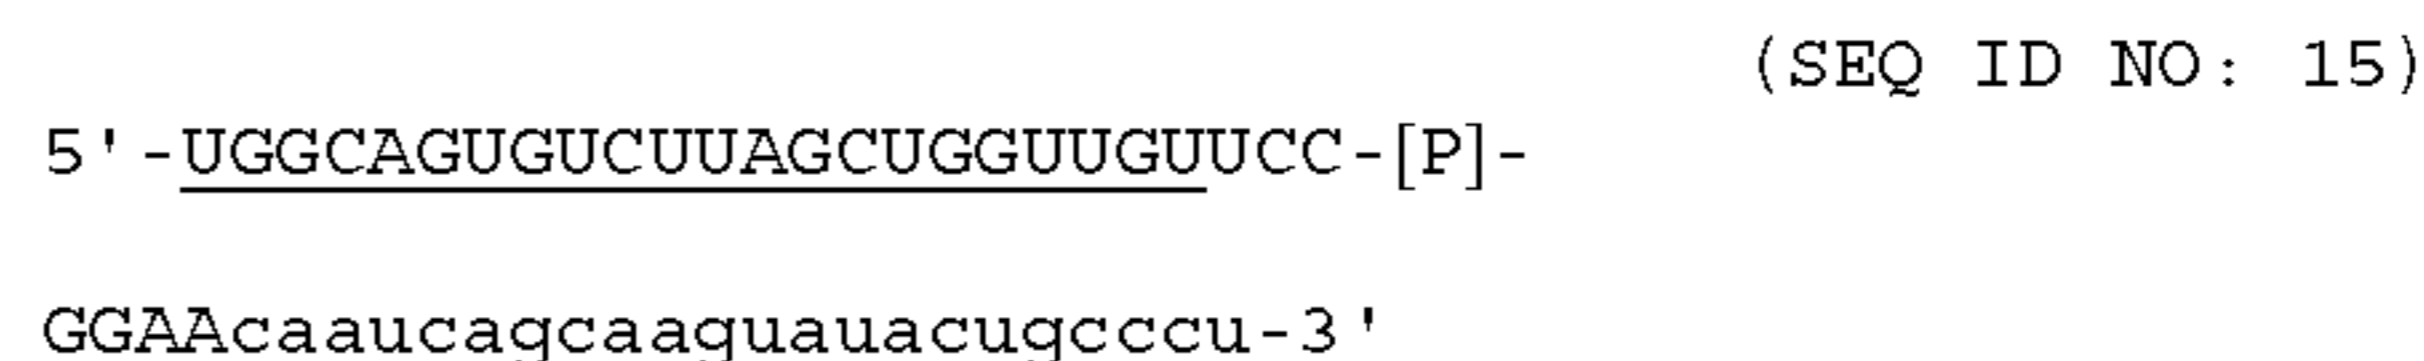 (SEQ ID NO: 15)
5'-UGGCAGUGUCUUAGCUGGUUGUUCC-[P]-
GGAAcaaucagcaaguauacugcccu-3'